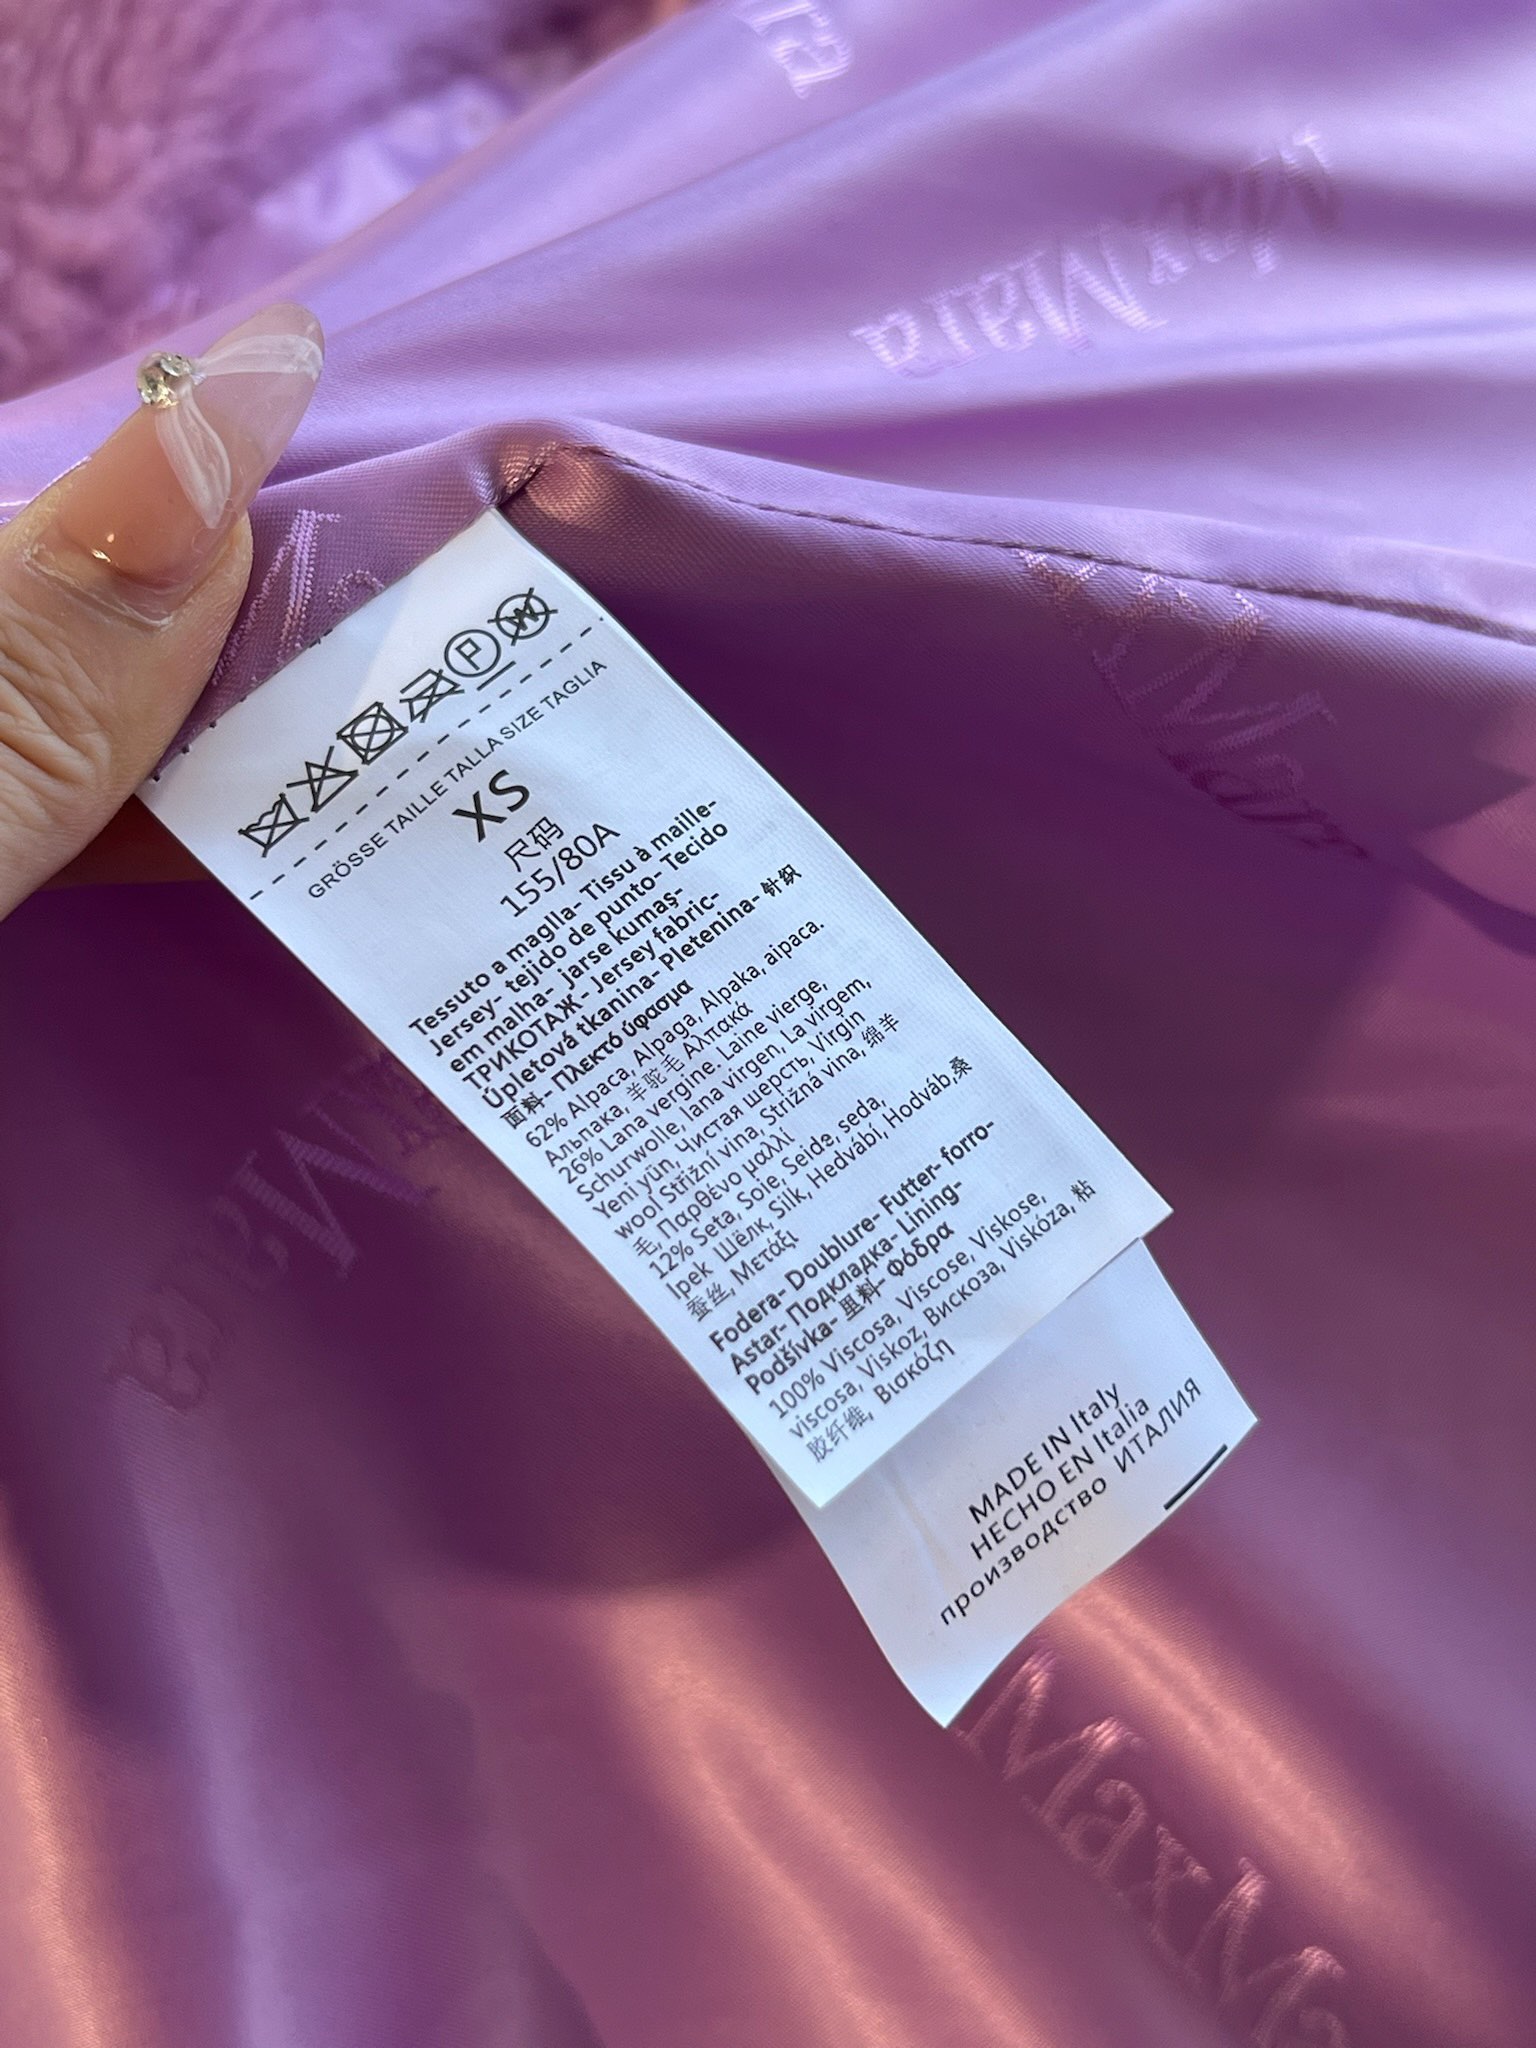 MaxMara
GRÖSSE TAILLE TALLA SIZE TAGLIA
XS
尺码
155/80A
Tessuto a maglla- Tissu à maille-
Jersey- tejido de punto- Tecido
em malha- jarse kumaş-
ТРИКОТАЖ- Jersey fabric-
Úpletová tkanina- Pletenina- 针织
面料- Πλεκτό ύφασμα
62% Alpaca, Alpaga, Alpaka, aipaca.
Альпака, 羊驼毛 Αλπακά
26% Lana vergine. Laine vierge,
Schurwolle, lana virgen, La virgem,
Yeni yün, Чистая шерсть, Virgin
wool Střižní vina, Strižná vina, 绵羊
毛, Παρθένο μαλλί
12% Seta, Soie, Seide, seda,
Ipek Шёлк, Silk, Hedvábí, Hodváb,桑
蚕丝, Μετάξι
Fodera- Doublure- Futter- forro-
Astar- Подкладка- Lining-
Podšívka- 里料- Φόδρα
100% Viscosa, Viscose, Viskose,
viscosa, Viskoz, Вискоза, Viskóza, 粘
胶纤维, Βισκόζη
MADE IN Italy
HECHO EN Italia
производство ИТАЛИЯ
MaxM